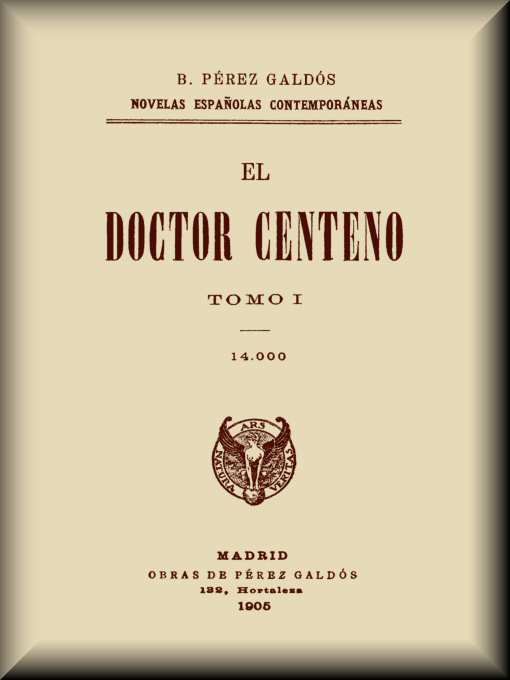 B. PÉREZ GALDÓS
NOVELAS ESPAÑOLAS CONTEMPORÁNEAS
EL
DOCTOR CENTENO
TOMO I
14.000
ARS
NATURA
VERITAS
MADRID
OBRAS DE PÉREZ GALDÓS
132, Hortaleza
1905